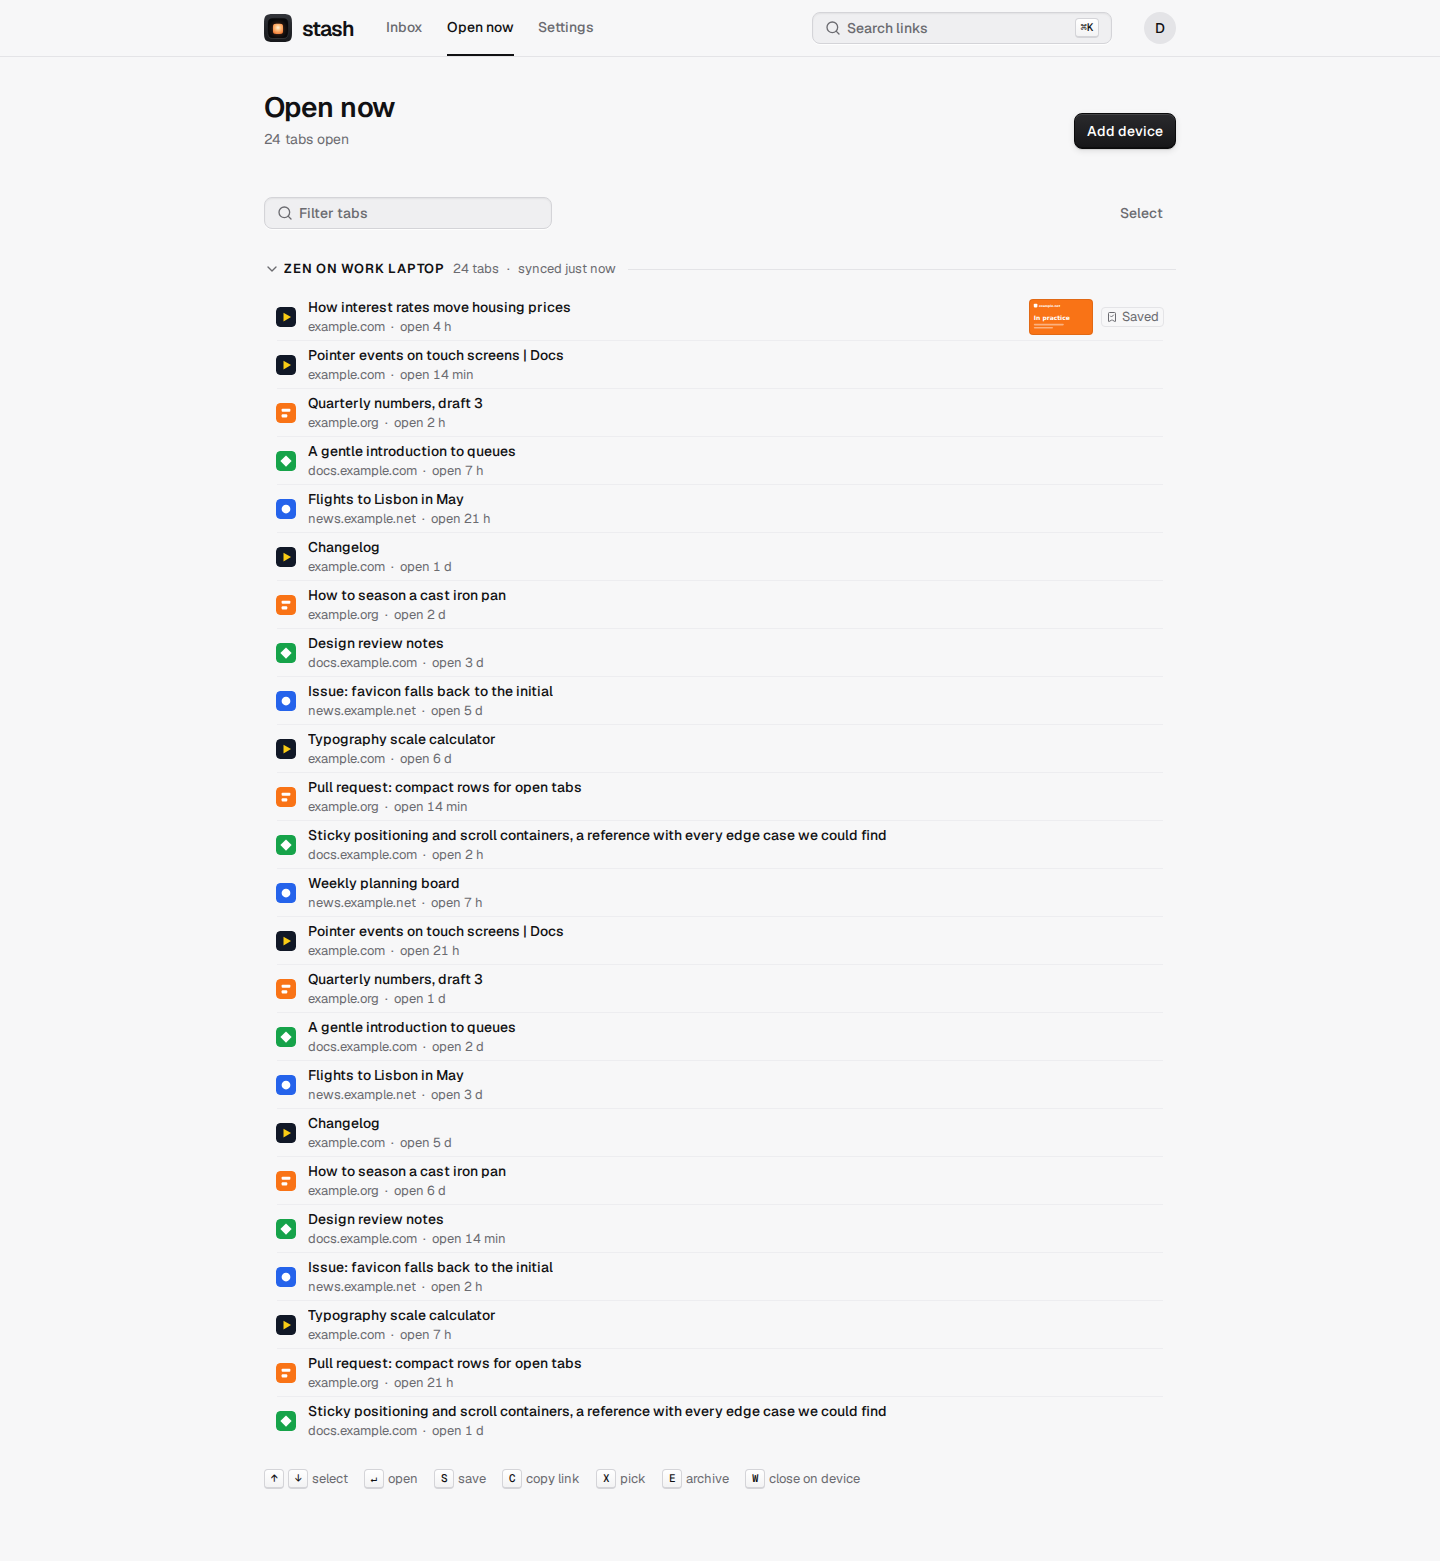 stash Inbox Open now Settings Search links ⌘K D
Open now
24 tabs open
Add device
Filter tabs Select
ZEN ON WORK LAPTOP 24 tabs · synced just now
How interest rates move housing prices
example.com · open 4 h
example.net
In practice
Saved
Pointer events on touch screens | Docs
example.com · open 14 min
Quarterly numbers, draft 3
example.org · open 2 h
A gentle introduction to queues
docs.example.com · open 7 h
Flights to Lisbon in May
news.example.net · open 21 h
Changelog
example.com · open 1 d
How to season a cast iron pan
example.org · open 2 d
Design review notes
docs.example.com · open 3 d
Issue: favicon falls back to the initial
news.example.net · open 5 d
Typography scale calculator
example.com · open 6 d
Pull request: compact rows for open tabs
example.org · open 14 min
Sticky positioning and scroll containers, a reference with every edge case we could find
docs.example.com · open 2 h
Weekly planning board
news.example.net · open 7 h
Pointer events on touch screens | Docs
example.com · open 21 h
Quarterly numbers, draft 3
example.org · open 1 d
A gentle introduction to queues
docs.example.com · open 2 d
Flights to Lisbon in May
news.example.net · open 3 d
Changelog
example.com · open 5 d
How to season a cast iron pan
example.org · open 6 d
Design review notes
docs.example.com · open 14 min
Issue: favicon falls back to the initial
news.example.net · open 2 h
Typography scale calculator
example.com · open 7 h
Pull request: compact rows for open tabs
example.org · open 21 h
Sticky positioning and scroll containers, a reference with every edge case we could find
docs.example.com · open 1 d
↑ ↓ select ↵ open S save C copy link X pick E archive W close on device